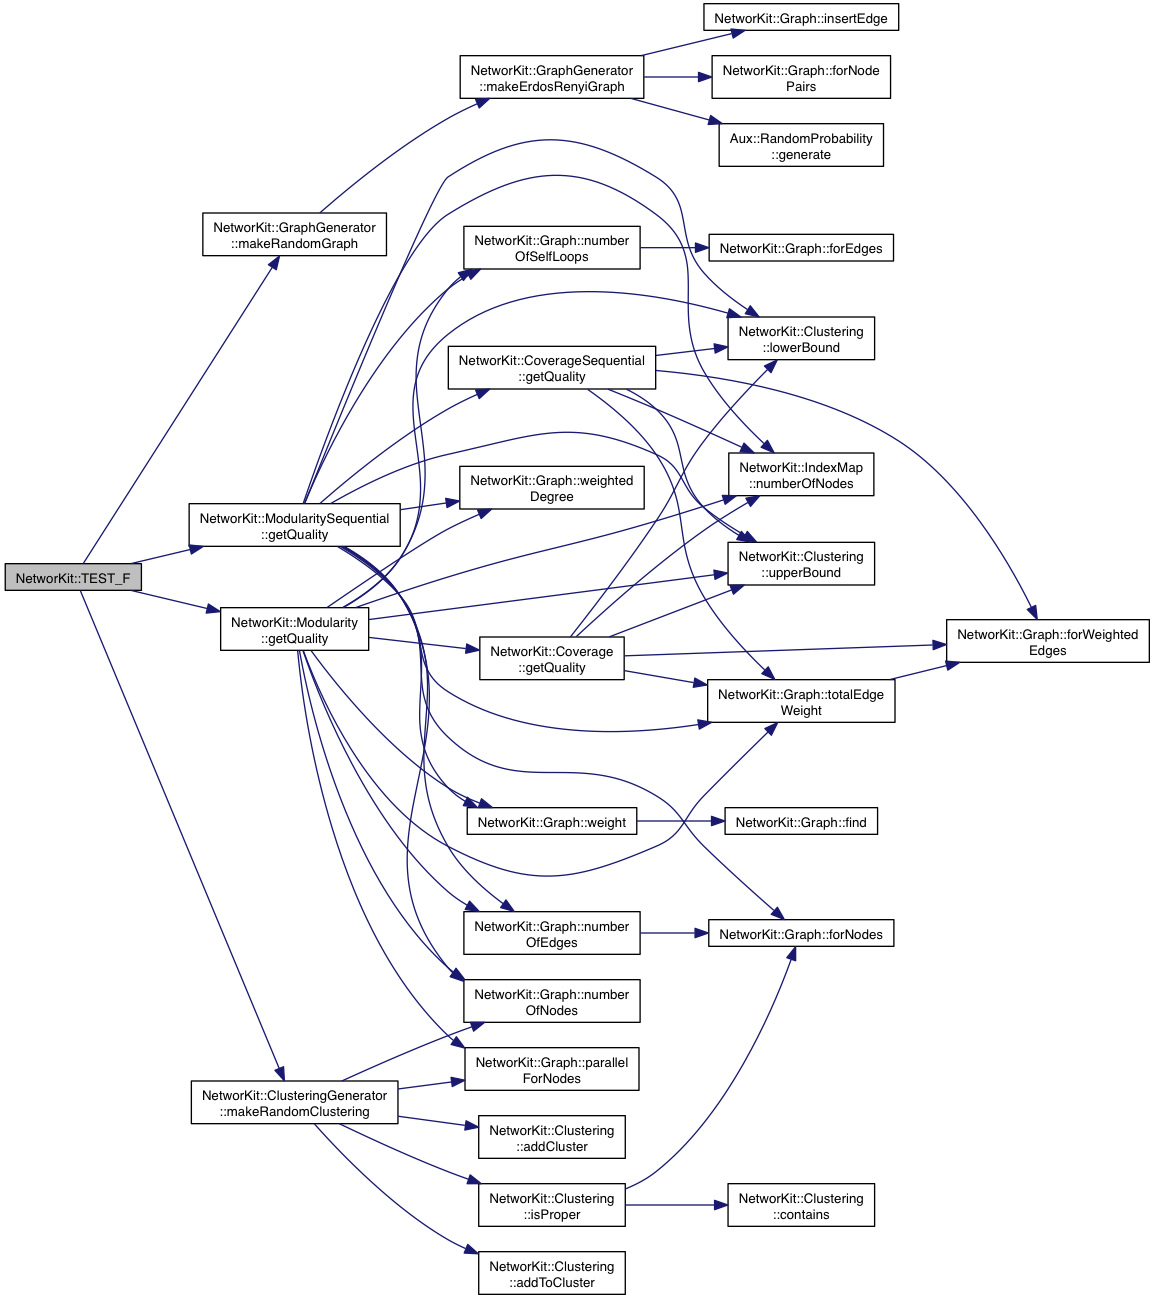 NetworKit::Graph::insertEdge
NetworKit::GraphGenerator
::makeErdosRenyiGraph
NetworKit::Graph::forNode
Pairs
Aux::RandomProbability
::generate
NetworKit::GraphGenerator
::makeRandomGraph
NetworKit::Graph::number
OfSelfLoops
NetworKit::Graph::forEdges
NetworKit::Clustering
::lowerBound
NetworKit::CoverageSequential
::getQuality
NetworKit::IndexMap
::numberOfNodes
NetworKit::Graph::weighted
Degree
NetworKit::ModularitySequential
::getQuality
NetworKit::Clustering
::upperBound
NetworKit::TEST_F
NetworKit::Modularity
::getQuality
NetworKit::Graph::forWeighted
Edges
NetworKit::Coverage
::getQuality
NetworKit::Graph::totalEdge
Weight
NetworKit::Graph::weight
NetworKit::Graph::find
NetworKit::Graph::number
OfEdges
NetworKit::Graph::forNodes
NetworKit::Graph::number
OfNodes
NetworKit::Graph::parallel
ForNodes
NetworKit::ClusteringGenerator
::makeRandomClustering
NetworKit::Clustering
::addCluster
NetworKit::Clustering
::isProper
NetworKit::Clustering
::contains
NetworKit::Clustering
::addToCluster